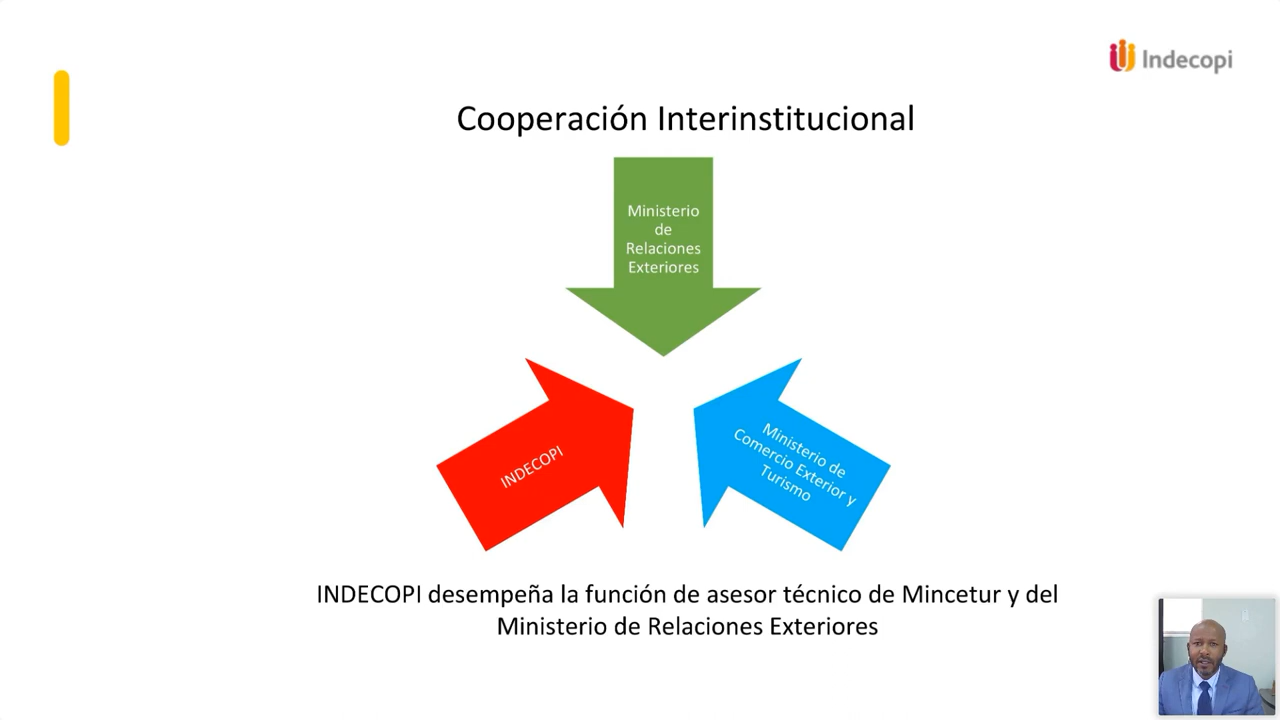 Indecopi
Cooperación Interinstitucional
Ministerio
de
Relaciones
Exteriores
INDECOPI
Ministerio de
Comercio Exterior y
Turismo
INDECOPI desempeña la función de asesor técnico de Mincetur y del
Ministerio de Relaciones Exteriores